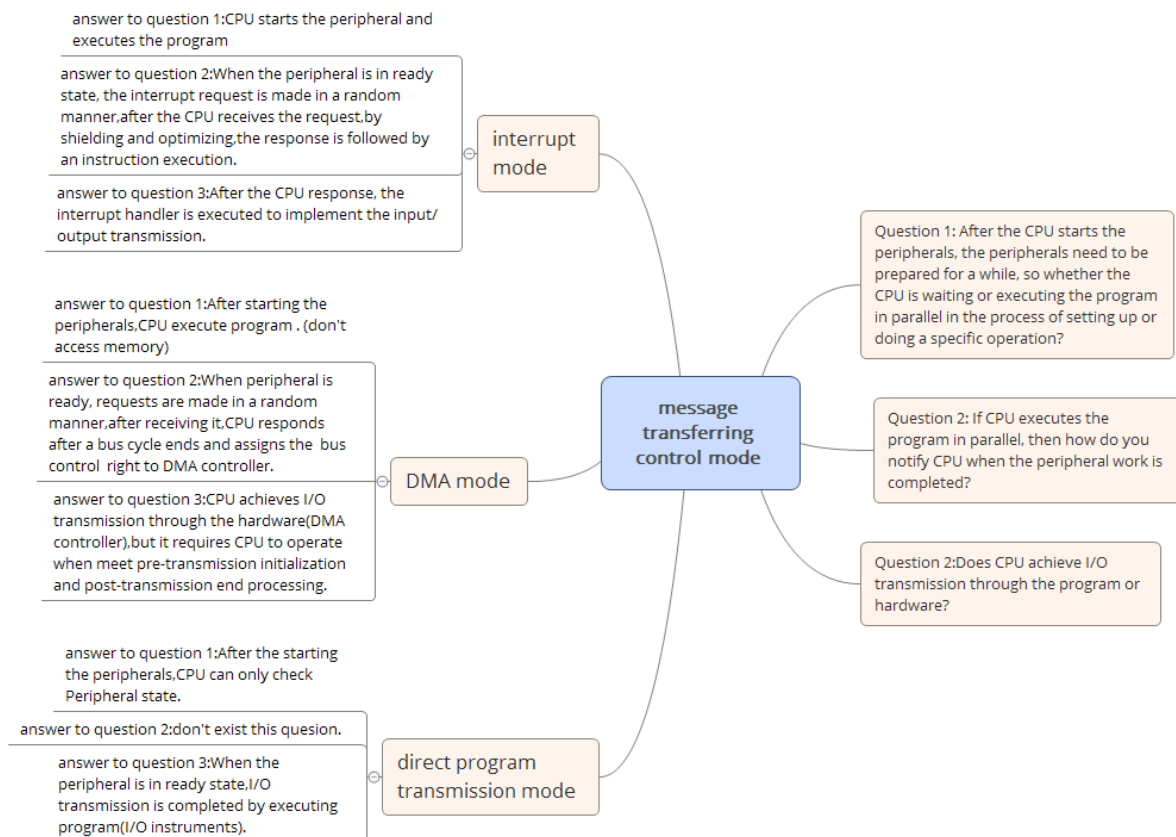 answer to question 1:CPU starts the peripheral and
executes the program
answer to question 2:When the peripheral is in ready
state, the interrupt request is made in a random
manner,after the CPU receives the request,by
shielding and optimizing,the response is followed by
an instruction execution.
answer to question 3:After the CPU response, the
interrupt handler is executed to implement the input/
output transmission.
interrupt
mode
answer to question 1:After starting the
peripherals,CPU execute program . (don't
access memory)
answer to question 2:When peripheral is
ready, requests are made in a random
manner,after receiving it,CPU responds
after a bus cycle ends and assigns the  bus
control  right to DMA controller.
answer to question 3:CPU achieves I/O
transmission through the hardware(DMA
controller),but it requires CPU to operate
when meet pre-transmission initialization
and post-transmission end processing.
DMA mode
answer to question 1:After the starting
the peripherals,CPU can only check
Peripheral state.
answer to question 2:don't exist this quesion.
answer to question 3:When the
peripheral is in ready state,I/O
transmission is completed by executing
program(I/O instruments).
direct program
transmission mode
message
transferring
control mode
Question 1: After the CPU starts the
peripherals, the peripherals need to be
prepared for a while, so whether the
CPU is waiting or executing the program
in parallel in the process of setting up or
doing a specific operation?
Question 2: If CPU executes the
program in parallel, then how do you
notify CPU when the peripheral work is
completed?
Question 2:Does CPU achieve I/O
transmission through the program or
hardware?